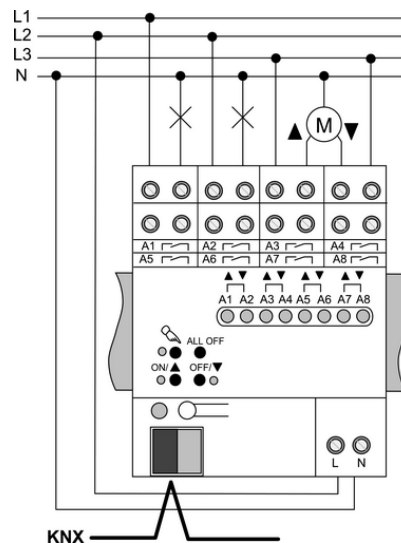 L1
L2
L3
N
▲ M ▼
A1 A2 A3 A4
A5 A6 A7 A8
▲ ▼ ▲ ▼ ▲ ▼ ▲ ▼
A1 A2 A3 A4 A5 A6 A7 A8
ALL OFF
ON/▲ OFF/▼
L N
KNX